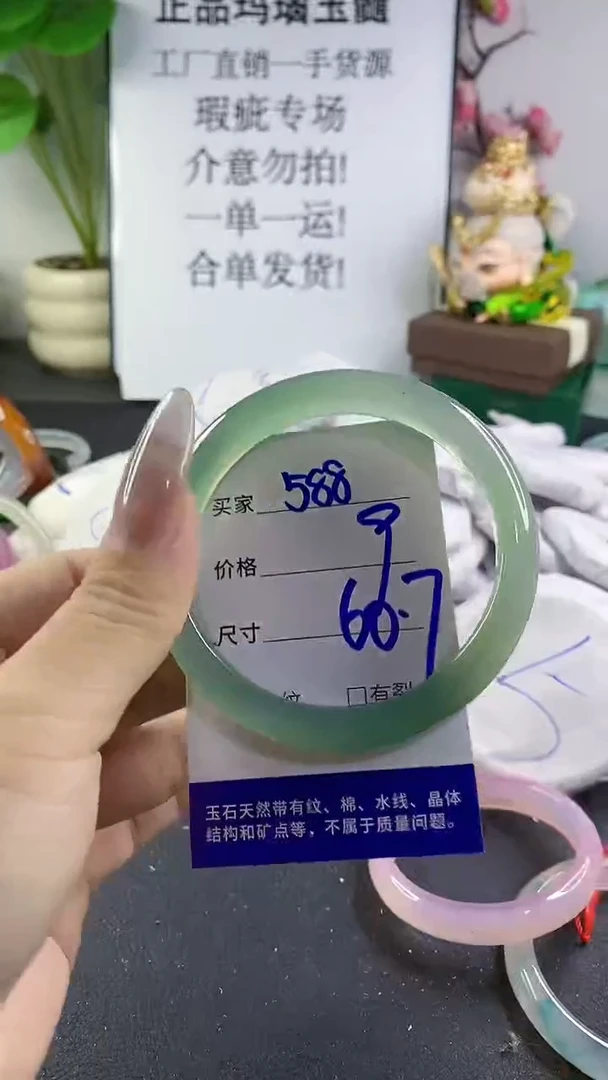 正品玛瑙玉髓
工厂直销一手货源
瑕疵专场
介意勿拍!
一单一运!
合单发货!
买家 588
价格 9
尺寸 60.7
纹 □有裂
玉石天然带有纹、棉、水线、晶体
结构和矿点等，不属于质量问题。